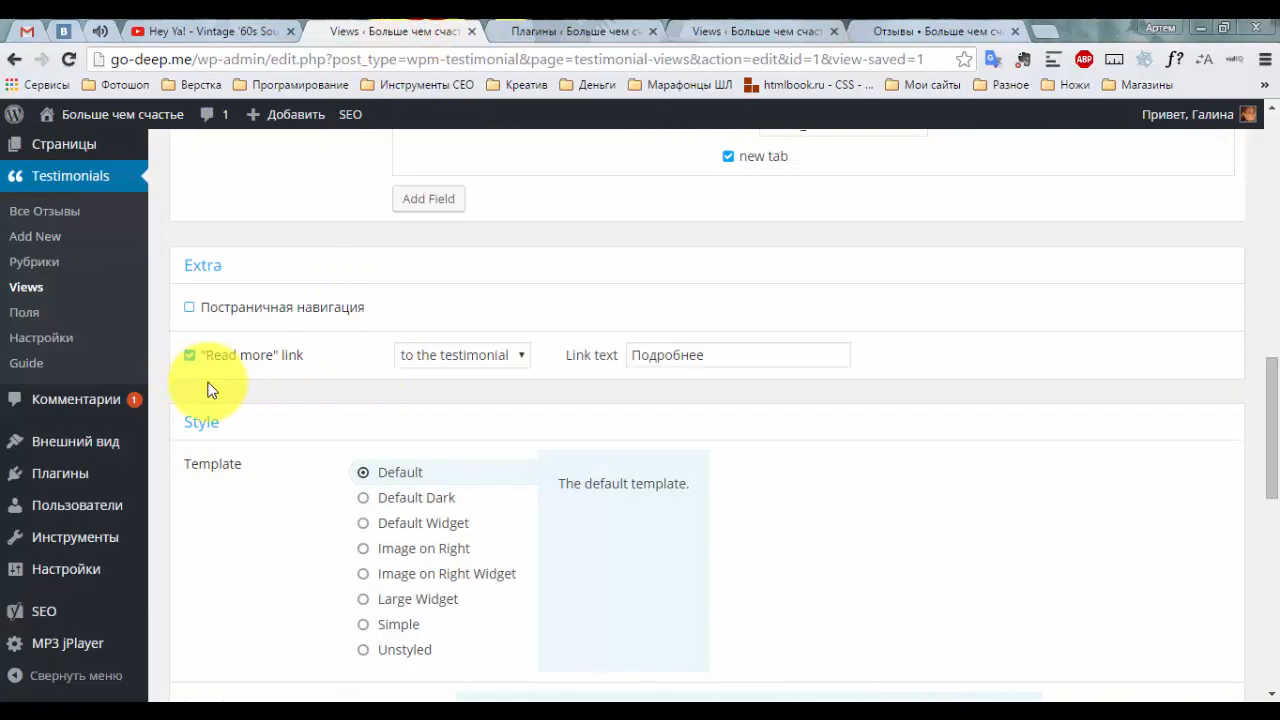 Hey Ya! - Vintage '60s Sou
Views ‹ Больше чем счаст
Плагины ‹ Больше чем сч
Views ‹ Больше чем счаст
Отзывы • Больше чем сча
Артем
go-deep.me/wp-admin/edit.php?post_type=wpm-testimonial&page=testimonial-views&action=edit&id=1&view-saved=1
Сервисы
Фотошоп
Верстка
Програмирование
Инструменты СЕО
Креатив
Деньги
Марафонцы ШЛ
htmlbook.ru - CSS - ...
Мои сайты
Разное
Ножи
Магазины
Больше чем счастье
1
Добавить
SEO
Привет, Галина
Страницы
Testimonials
Все Отзывы
Add New
Рубрики
Views
Поля
Настройки
Guide
Комментарии 1
Внешний вид
Плагины
Пользователи
Инструменты
Настройки
SEO
MP3 jPlayer
Свернуть меню
new tab
Add Field
Extra
Постраничная навигация
"Read more" link
to the testimonial
Link text
Подробнее
Style
Template
Default
Default Dark
Default Widget
Image on Right
Image on Right Widget
Large Widget
Simple
Unstyled
The default template.